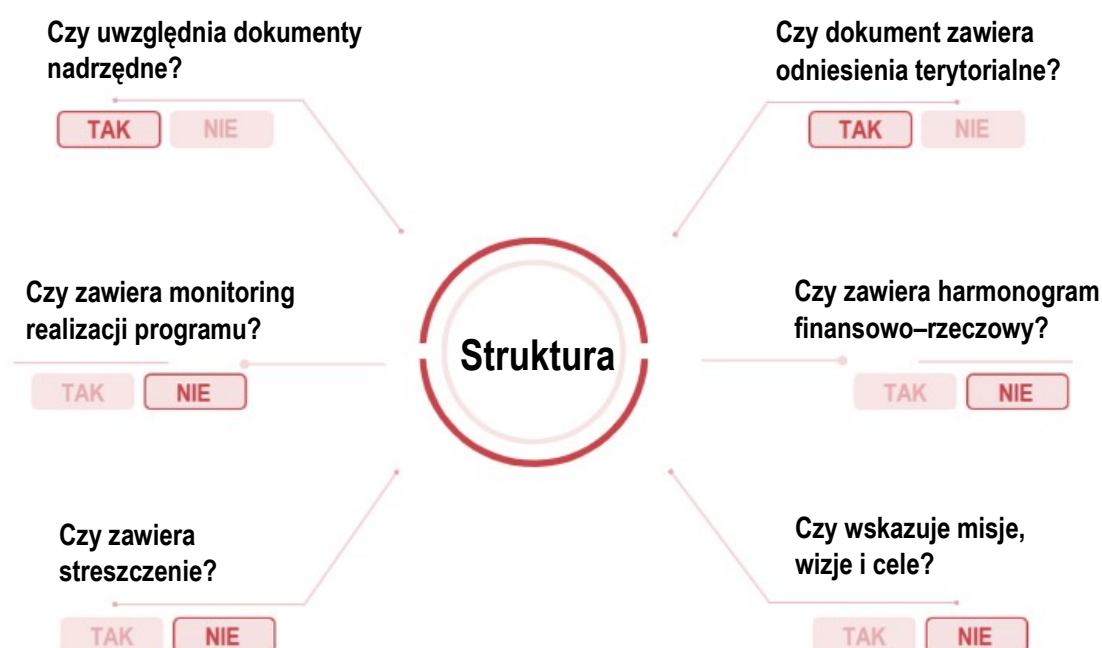 Czy uwzględnia dokumenty
nadrzędne?
TAK NIE
Czy dokument zawiera
odniesienia terytorialne?
TAK NIE
Czy zawiera monitoring
realizacji programu?
TAK NIE
Struktura
Czy zawiera harmonogram
finansowo–rzeczowy?
TAK NIE
Czy zawiera
streszczenie?
TAK NIE
Czy wskazuje misje,
wizje i cele?
TAK NIE